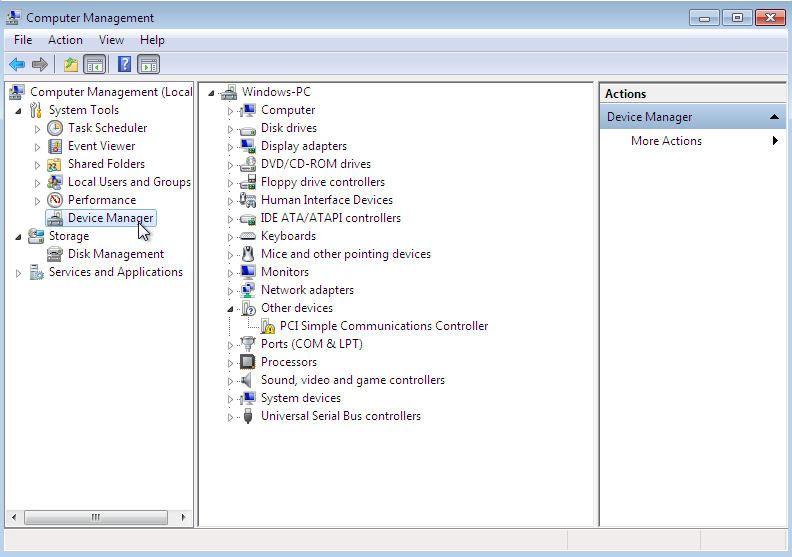 Computer Management
File Action View Help
Computer Management (Local
System Tools
Task Scheduler
Event Viewer
Shared Folders
Local Users and Groups
Performance
Device Manager
Storage
Disk Management
Services and Applications
Windows-PC
Computer
Disk drives
Display adapters
DVD/CD-ROM drives
Floppy drive controllers
Human Interface Devices
IDE ATA/ATAPI controllers
Keyboards
Mice and other pointing devices
Monitors
Network adapters
Other devices
PCI Simple Communications Controller
Ports (COM & LPT)
Processors
Sound, video and game controllers
System devices
Universal Serial Bus controllers
Actions
Device Manager
More Actions